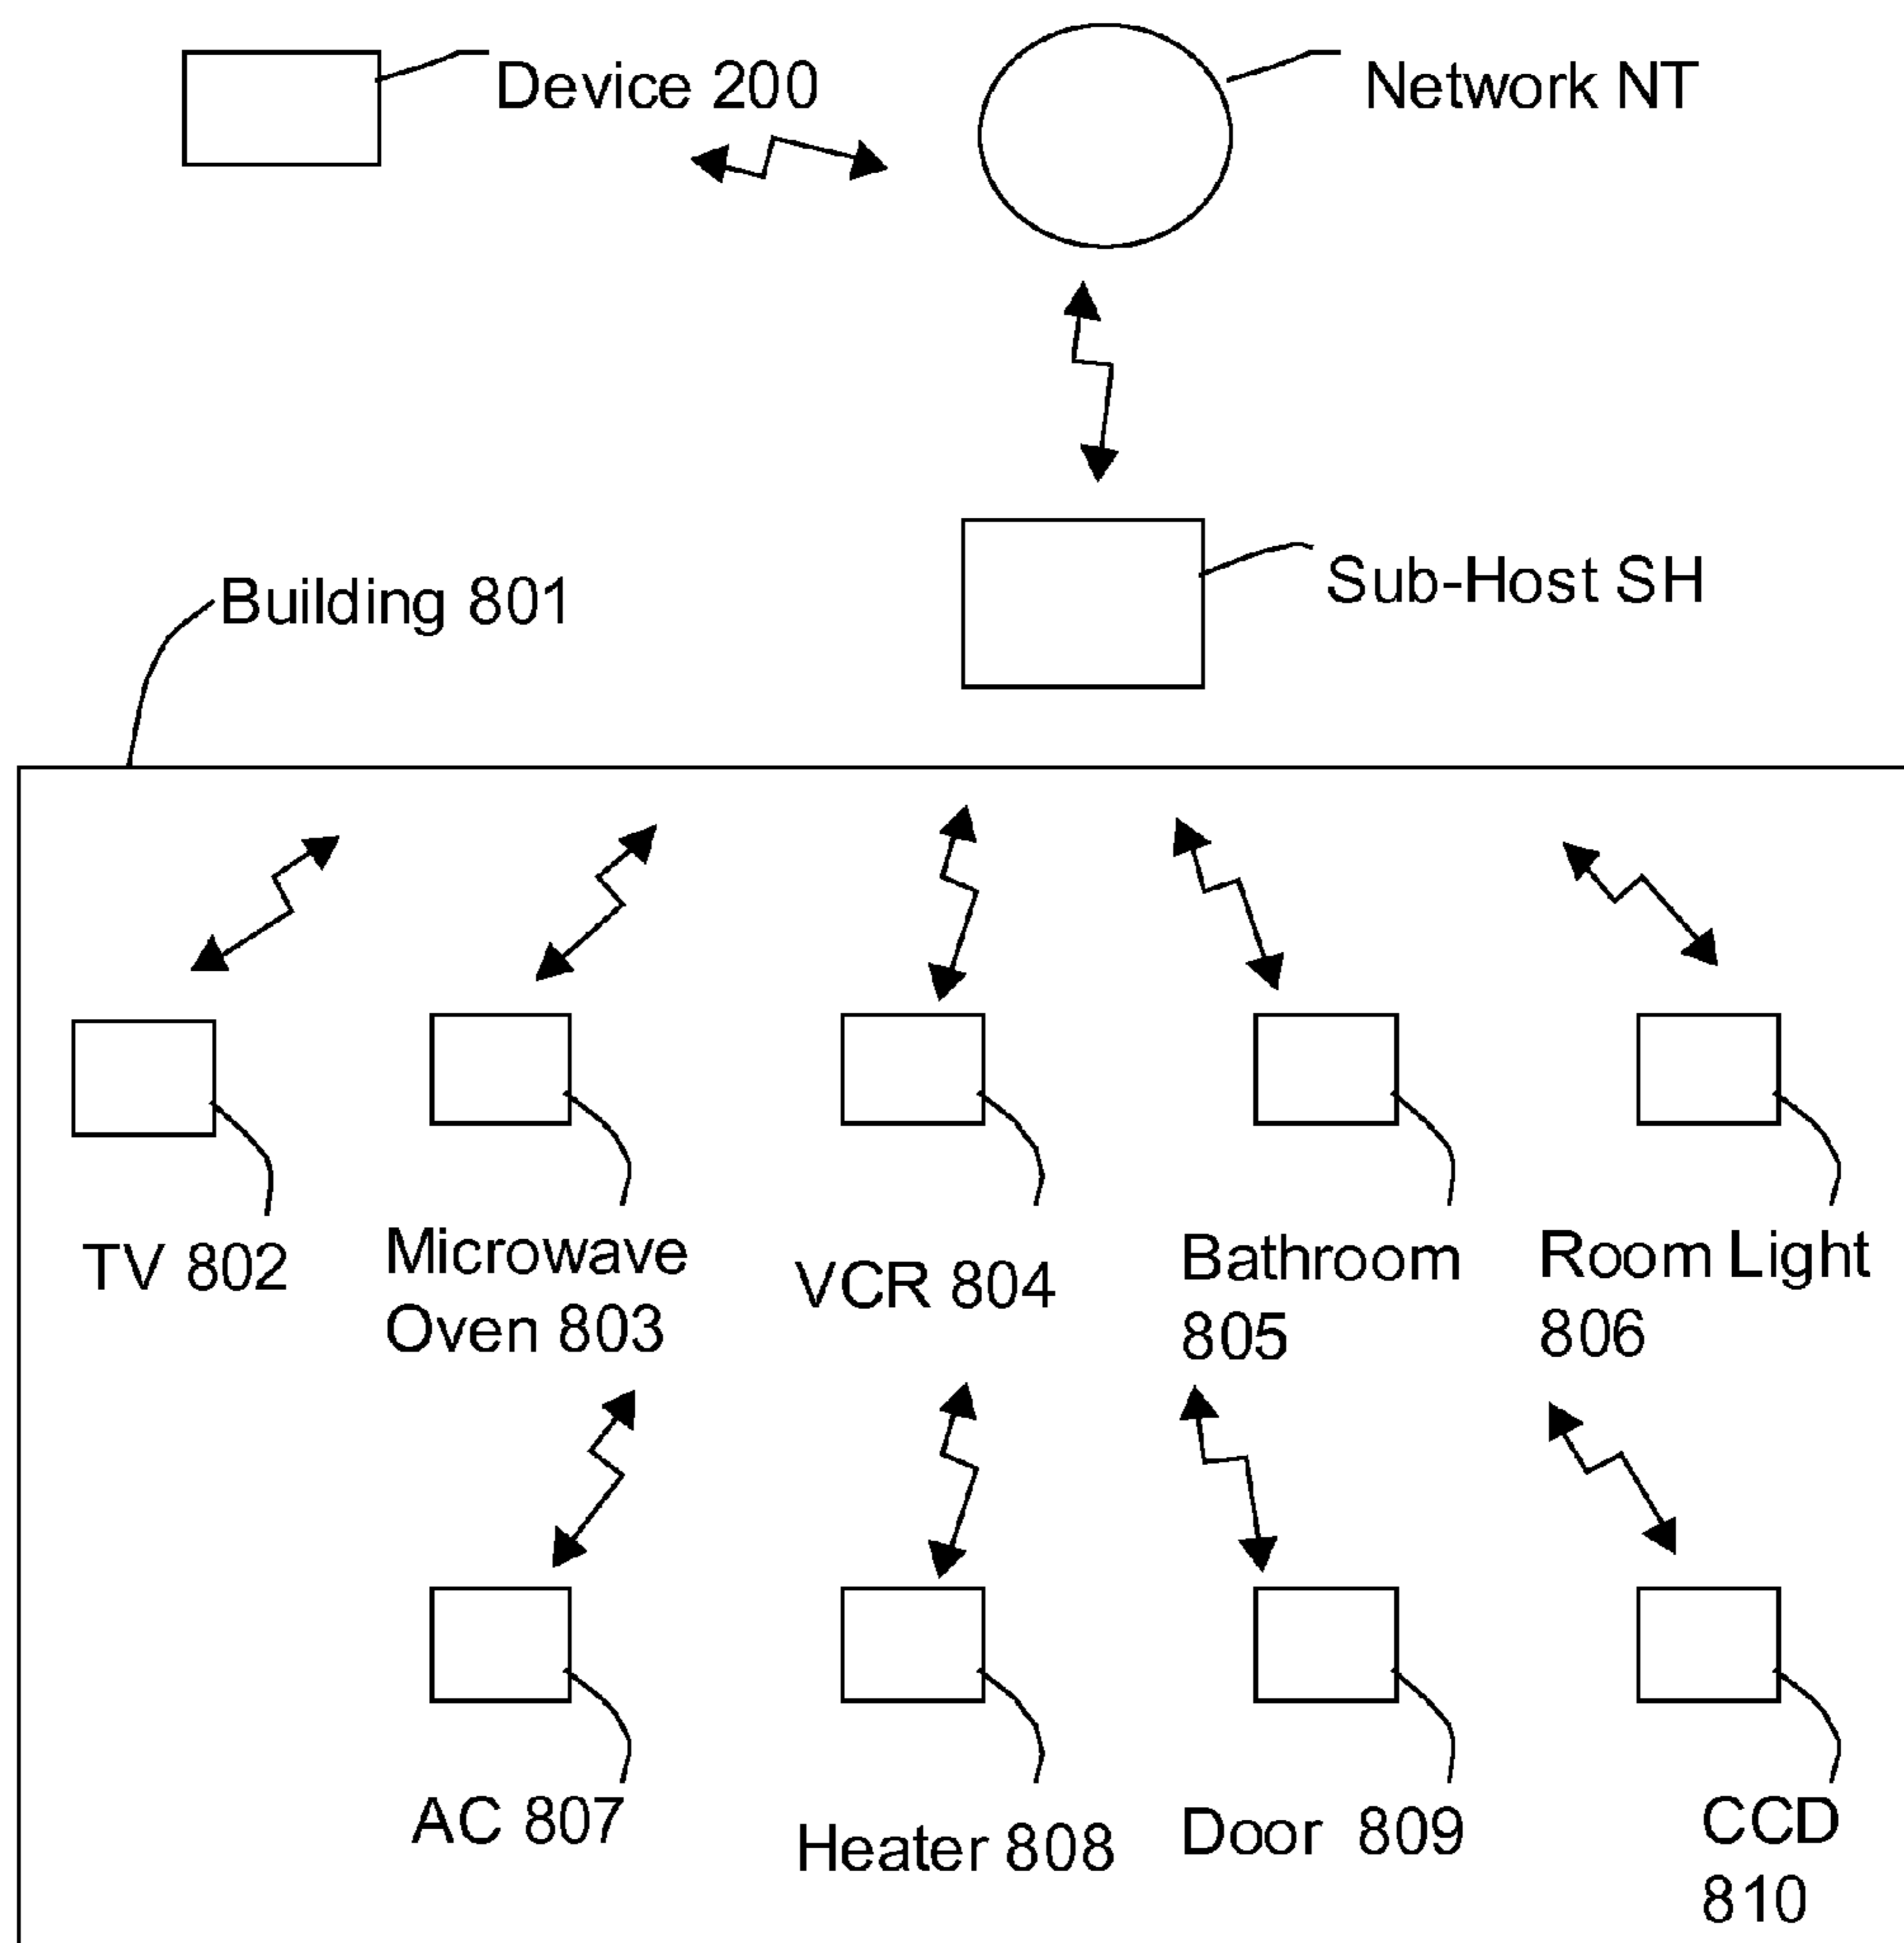 Device 200
Network NT
Sub-Host SH
Building 801
TV 802
Microwave
Oven 803
VCR 804
Bathroom
805
Room Light
806
AC 807
Heater 808
Door 809
CCD
810